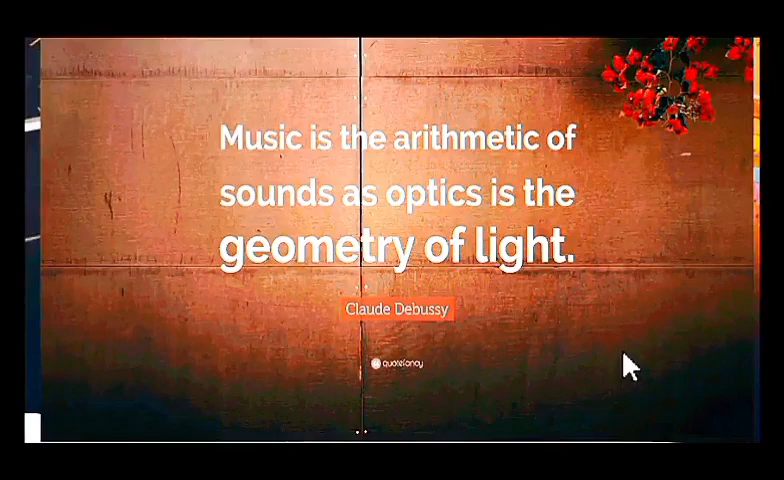 Music is the arithmetic of
sounds as optics is the
geometry of light.
Claude Debussy
quotefancy